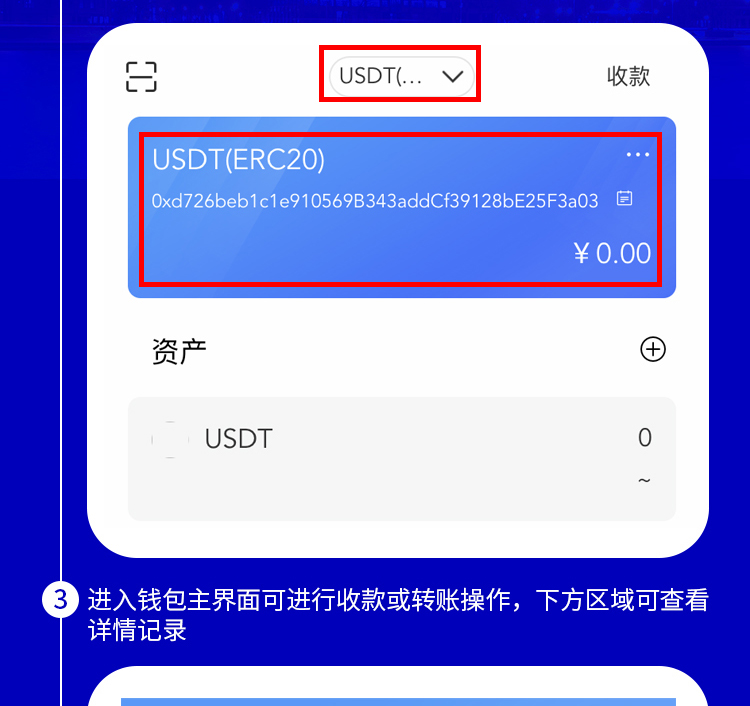 USDT(...
收款
USDT(ERC20)
0xd726beb1c1e910569B343addCf39128bE25F3a03
¥ 0.00
资产
USDT
0
~
3
进入钱包主界面可进行收款或转账操作，下方区域可查看
详情记录